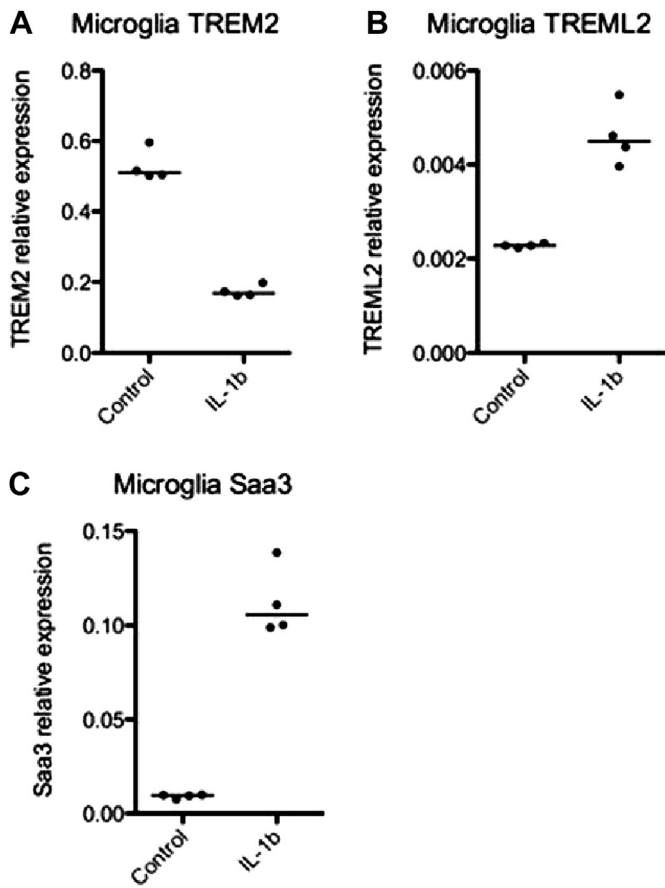 A
Microglia TREM2
TREM2 relative expression
0.8
0.6
0.4
0.2
0.0
Control
IL-1b
B
Microglia TREML2
TREML2 relative expression
0.006
0.004
0.002
0.000
Control
IL-1b
C
Microglia Saa3
Saa3 relative expression
0.15
0.10
0.05
0.00
Control
IL-1b